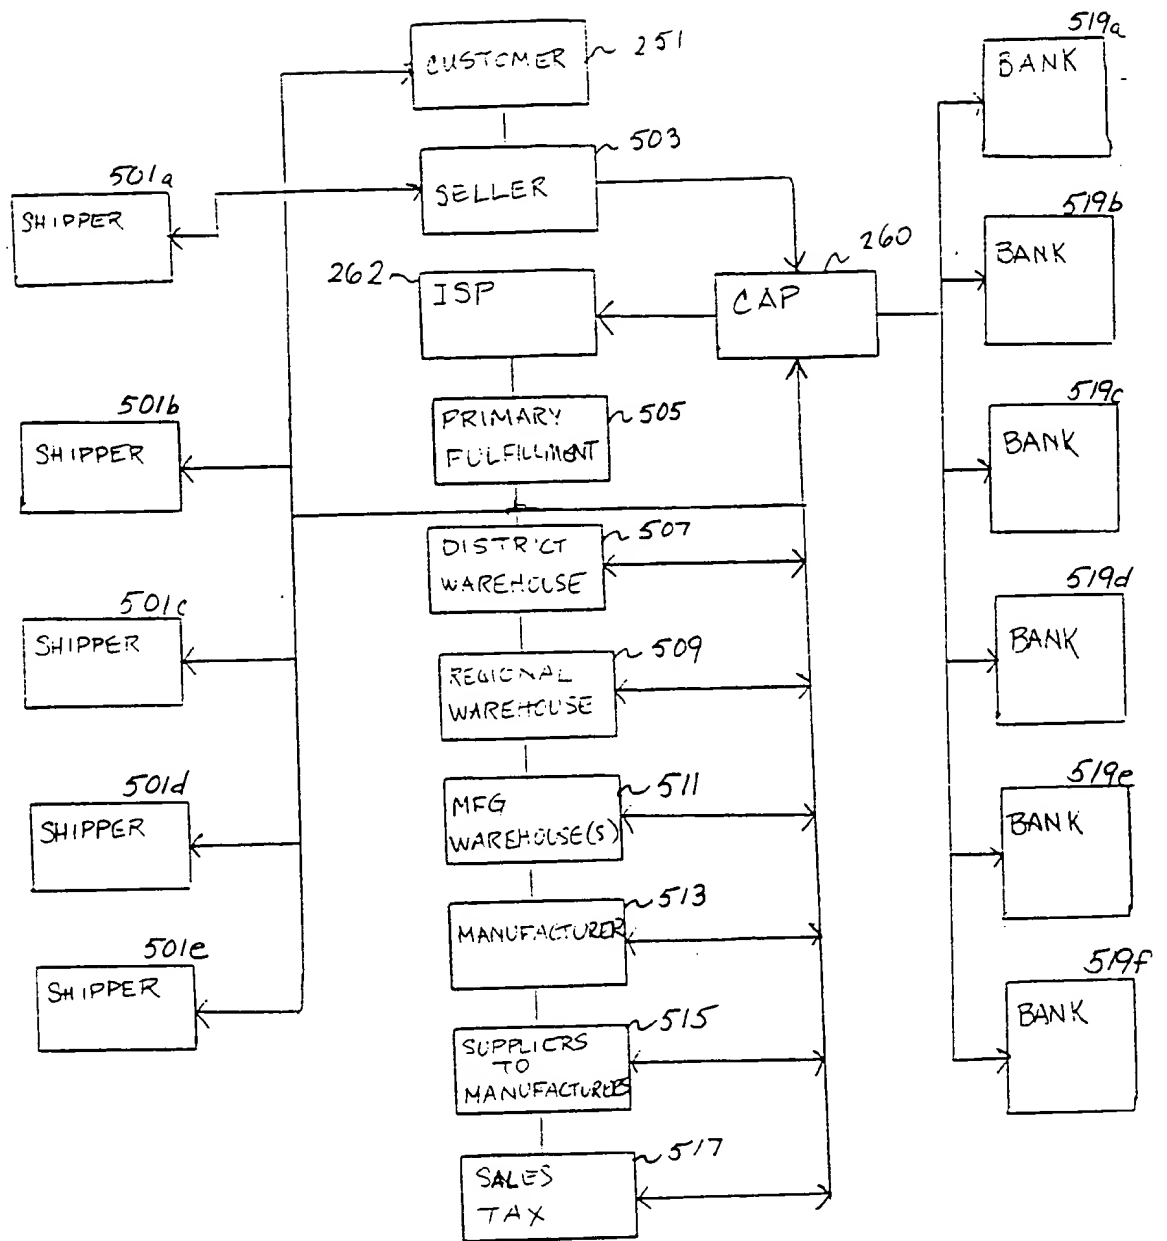 CUSTOMER
251
519a
BANK
501a
SHIPPER
503
SELLER
519b
BANK
262
ISP
260
CAP
501b
SHIPPER
PRIMARY
FULFILLMENT
505
519c
BANK
DISTRICT
WAREHOUSE
507
501c
SHIPPER
REGIONAL
WAREHOUSE
509
519d
BANK
501d
SHIPPER
MFG
WAREHOUSE(S)
511
519e
BANK
501e
SHIPPER
MANUFACTURER
513
519f
BANK
SUPPLIERS
TO
MANUFACTURERS
515
SALES
TAX
517